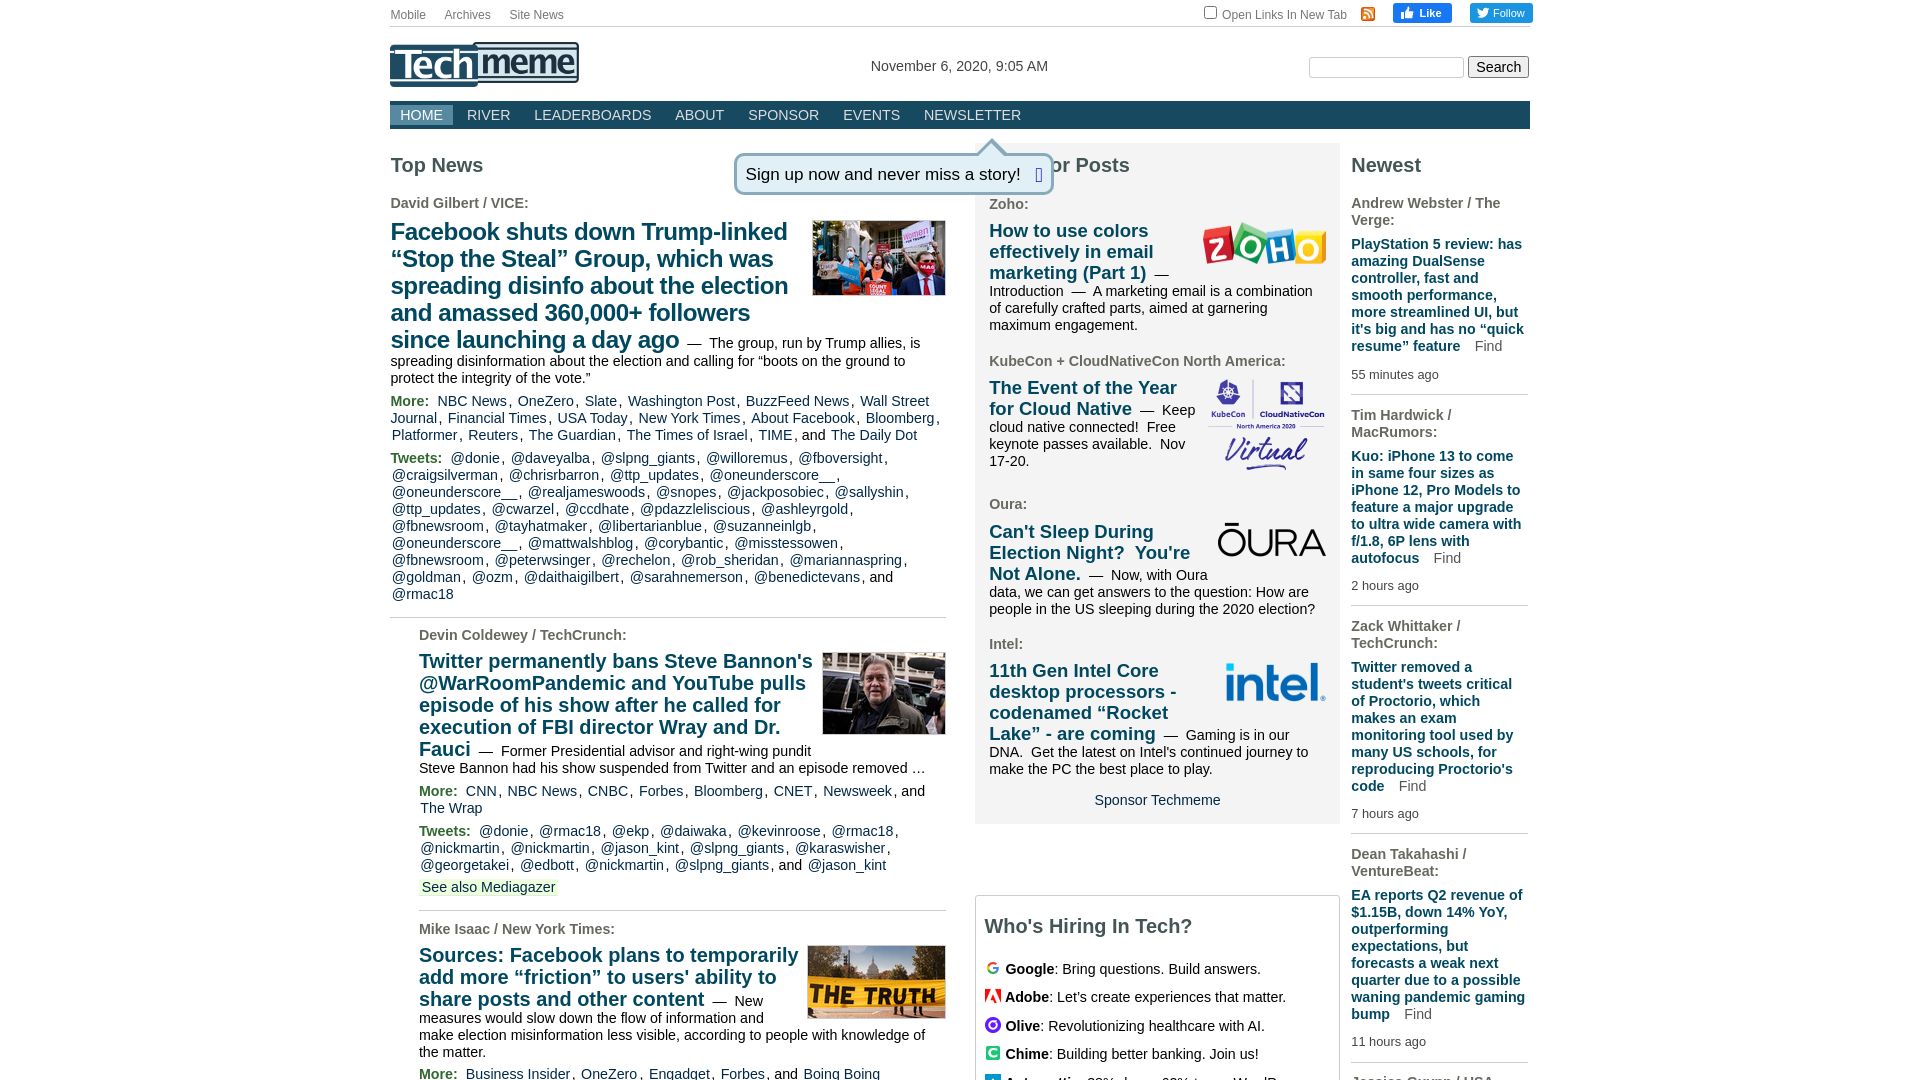 Mobile Archives Site News
Open Links In New Tab Like Follow
Techmeme
November 6, 2020, 9:05 AM
Search
HOME RIVER LEADERBOARDS ABOUT SPONSOR EVENTS NEWSLETTER
Sign up now and never miss a story!
Top News
David Gilbert / VICE:
Facebook shuts down Trump-linked
“Stop the Steal” Group, which was
spreading disinfo about the election
and amassed 360,000+ followers
since launching a day ago — The group, run by Trump allies, is
spreading disinformation about the election and calling for “boots on the ground to
protect the integrity of the vote.”
More: NBC News, OneZero, Slate, Washington Post, BuzzFeed News, Wall Street
Journal, Financial Times, USA Today, New York Times, About Facebook, Bloomberg,
Platformer, Reuters, The Guardian, The Times of Israel, TIME, and The Daily Dot
Tweets: @donie, @daveyalba, @slpng_giants, @willoremus, @fboversight,
@craigsilverman, @chrisrbarron, @ttp_updates, @oneunderscore__,
@oneunderscore__, @realjameswoods, @snopes, @jackposobiec, @sallyshin,
@ttp_updates, @cwarzel, @ccdhate, @pdazzleliscious, @ashleyrgold,
@fbnewsroom, @tayhatmaker, @libertarianblue, @suzanneinlgb,
@oneunderscore__, @mattwalshblog, @corybantic, @misstessowen,
@fbnewsroom, @peterwsinger, @rechelon, @rob_sheridan, @mariannaspring,
@goldman, @ozm, @daithaigilbert, @sarahnemerson, @benedictevans, and
@rmac18
Devin Coldewey / TechCrunch:
Twitter permanently bans Steve Bannon's
@WarRoomPandemic and YouTube pulls
episode of his show after he called for
execution of FBI director Wray and Dr.
Fauci — Former Presidential advisor and right-wing pundit
Steve Bannon had his show suspended from Twitter and an episode removed …
More: CNN, NBC News, CNBC, Forbes, Bloomberg, CNET, Newsweek, and
The Wrap
Tweets: @donie, @rmac18, @ekp, @daiwaka, @kevinroose, @rmac18,
@nickmartin, @nickmartin, @jason_kint, @slpng_giants, @karaswisher,
@georgetakei, @edbott, @nickmartin, @slpng_giants, and @jason_kint
See also Mediagazer
Mike Isaac / New York Times:
Sources: Facebook plans to temporarily
add more “friction” to users' ability to
share posts and other content — New
measures would slow down the flow of information and
make election misinformation less visible, according to people with knowledge of
the matter.
THE TRUTH
More: Business Insider, OneZero, Engadget, Forbes, and Boing Boing
or Posts
Zoho:
How to use colors
effectively in email
marketing (Part 1) —
Introduction — A marketing email is a combination
of carefully crafted parts, aimed at garnering
maximum engagement.
ZOHO
KubeCon + CloudNativeCon North America:
The Event of the Year
for Cloud Native — Keep
cloud native connected! Free
keynote passes available. Nov
17-20.
KubeCon CloudNativeCon
North America 2020
Virtual
Oura:
Can't Sleep During
Election Night? You're
Not Alone. — Now, with Oura
data, we can get answers to the question: How are
people in the US sleeping during the 2020 election?
ŌURA
Intel:
11th Gen Intel Core
desktop processors -
codenamed “Rocket
Lake” - are coming — Gaming is in our
DNA. Get the latest on Intel's continued journey to
make the PC the best place to play.
intel
Sponsor Techmeme
Who's Hiring In Tech?
Google: Bring questions. Build answers.
Adobe: Let’s create experiences that matter.
Olive: Revolutionizing healthcare with AI.
Chime: Building better banking. Join us!
Newest
Andrew Webster / The
Verge:
PlayStation 5 review: has
amazing DualSense
controller, fast and
smooth performance,
more streamlined UI, but
it's big and has no “quick
resume” feature Find
55 minutes ago
Tim Hardwick /
MacRumors:
Kuo: iPhone 13 to come
in same four sizes as
iPhone 12, Pro Models to
feature a major upgrade
to ultra wide camera with
f/1.8, 6P lens with
autofocus Find
2 hours ago
Zack Whittaker /
TechCrunch:
Twitter removed a
student's tweets critical
of Proctorio, which
makes an exam
monitoring tool used by
many US schools, for
reproducing Proctorio's
code Find
7 hours ago
Dean Takahashi /
VentureBeat:
EA reports Q2 revenue of
$1.15B, down 14% YoY,
outperforming
expectations, but
forecasts a weak next
quarter due to a possible
waning pandemic gaming
bump Find
11 hours ago